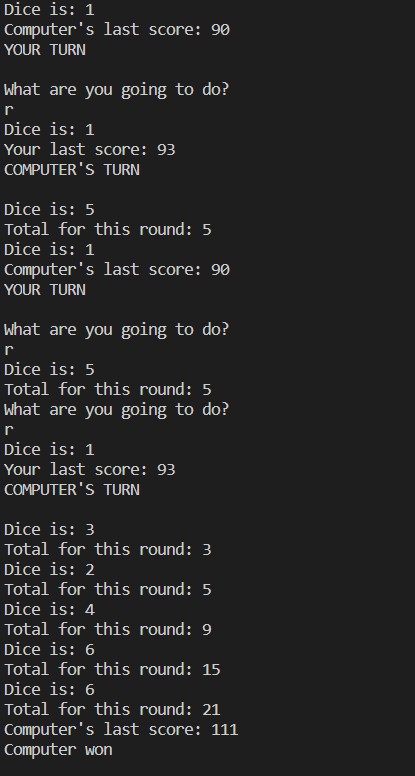 Dice is: 1
Computer's last score: 90
YOUR TURN
What are you going to do?
r
Dice is: 1
Your last score: 93
COMPUTER'S TURN
Dice is: 5
Total for this round: 5
Dice is: 1
Computer's last score: 90
YOUR TURN
What are you going to do?
r
Dice is: 5
Total for this round: 5
What are you going to do?
r
Dice is: 1
Your last score: 93
COMPUTER'S TURN
Dice is: 3
Total for this round: 3
Dice is: 2
Total for this round: 5
Dice is: 4
Total for this round: 9
Dice is: 6
Total for this round: 15
Dice is: 6
Total for this round: 21
Computer's last score: 111
Computer won